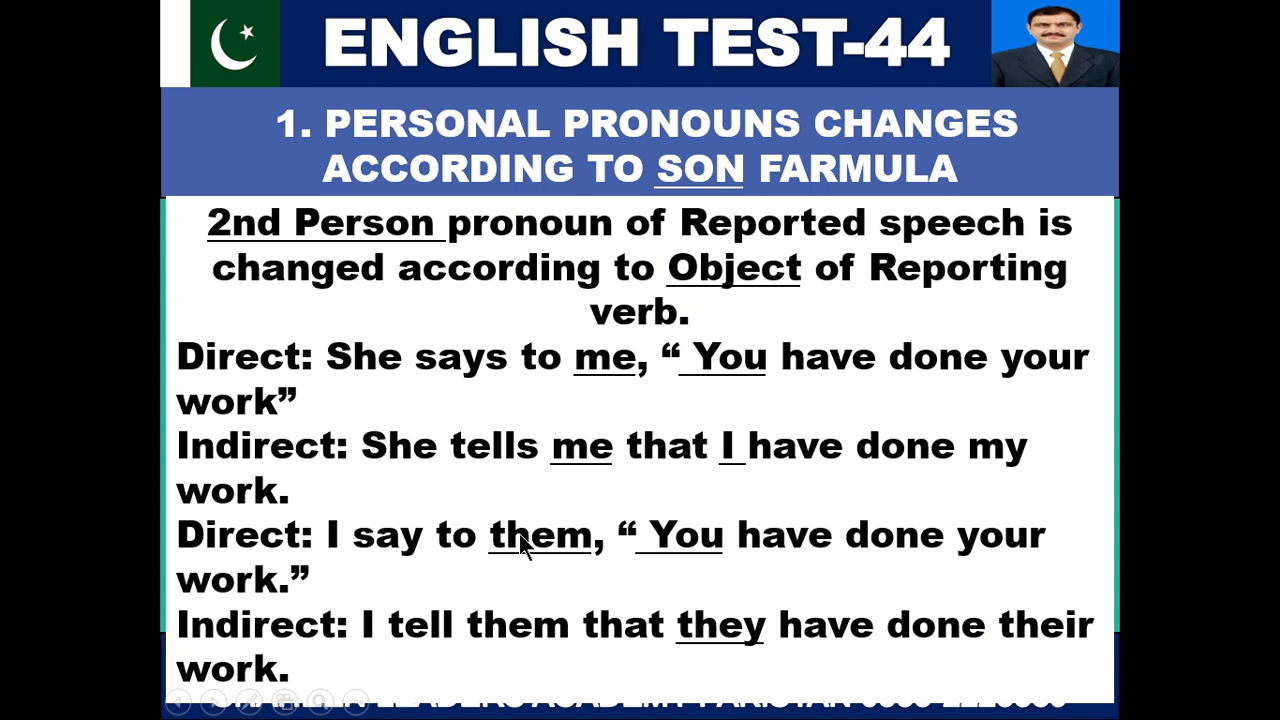 ENGLISH TEST-44
1. PERSONAL PRONOUNS CHANGES
ACCORDING TO SON FARMULA
2nd Person pronoun of Reported speech is
changed according to Object of Reporting
verb.
Direct: She says to me, “ You have done your
work”
Indirect: She tells me that I have done my
work.
Direct: I say to them, “ You have done your
work.”
Indirect: I tell them that they have done their
work.